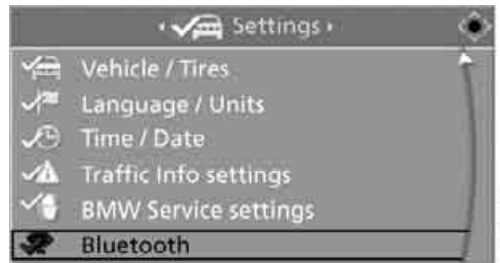 Settings
Vehicle / Tires
Language / Units
Time / Date
Traffic Info settings
BMW Service settings
Bluetooth